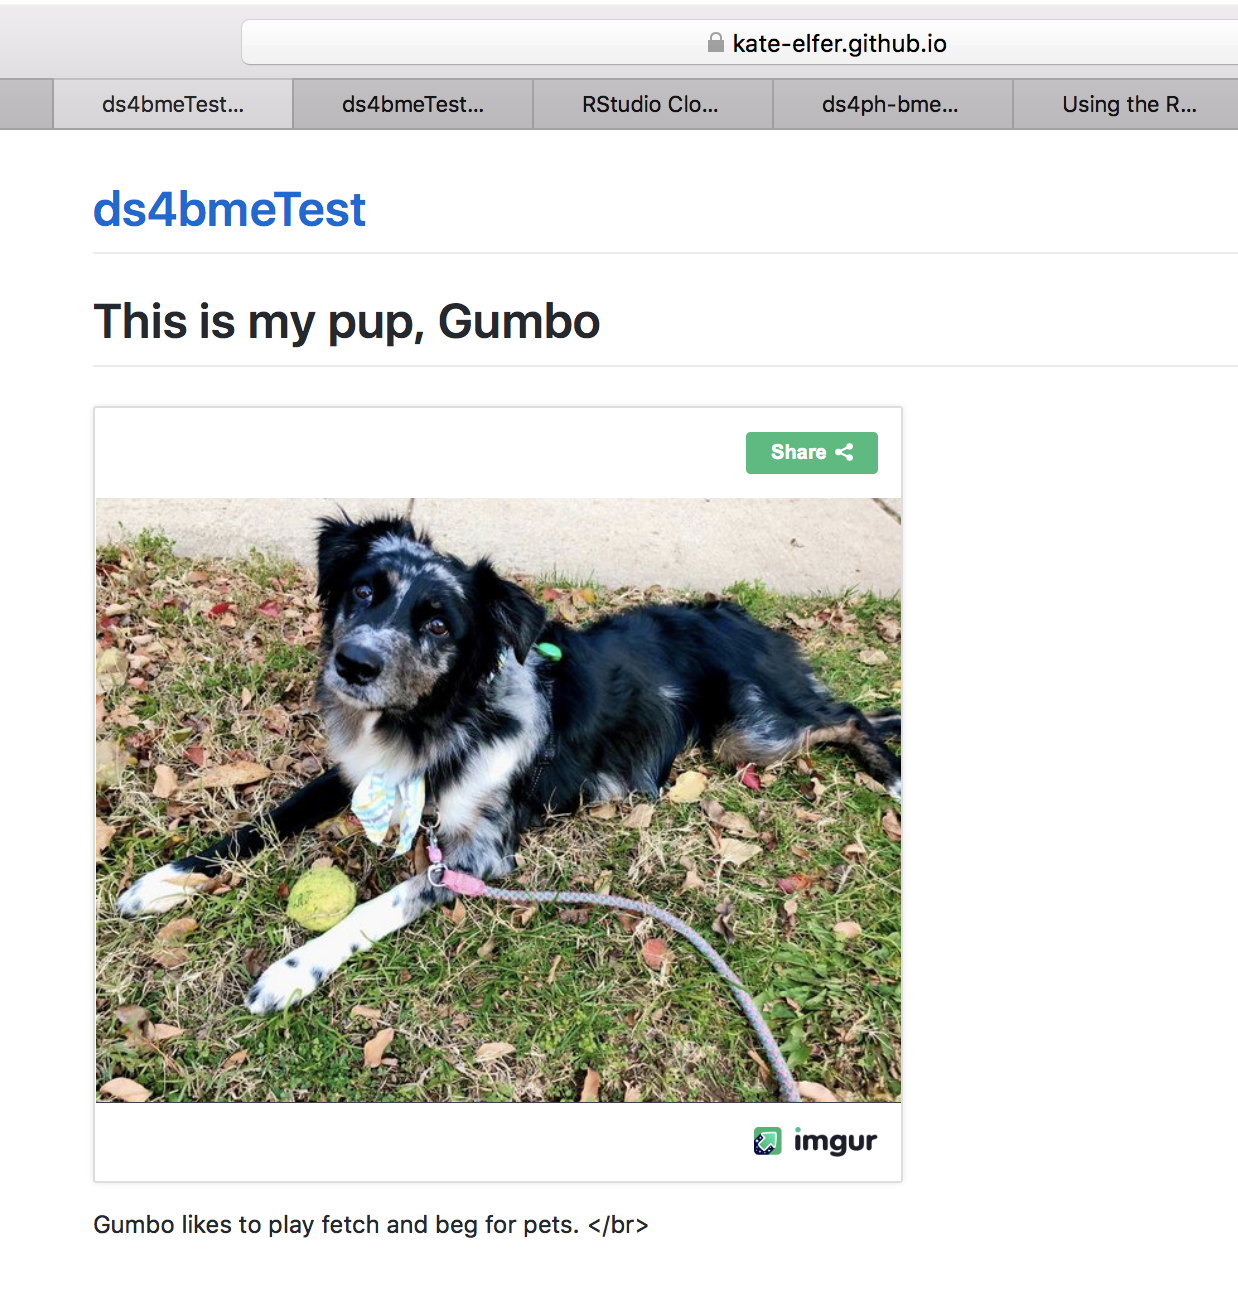 kate-elfer.github.io
ds4bmeTest...
ds4bmeTest...
RStudio Clo...
ds4ph-bme...
Using the R...
ds4bmeTest
This is my pup, Gumbo
Share
imgur
Gumbo likes to play fetch and beg for pets. </br>